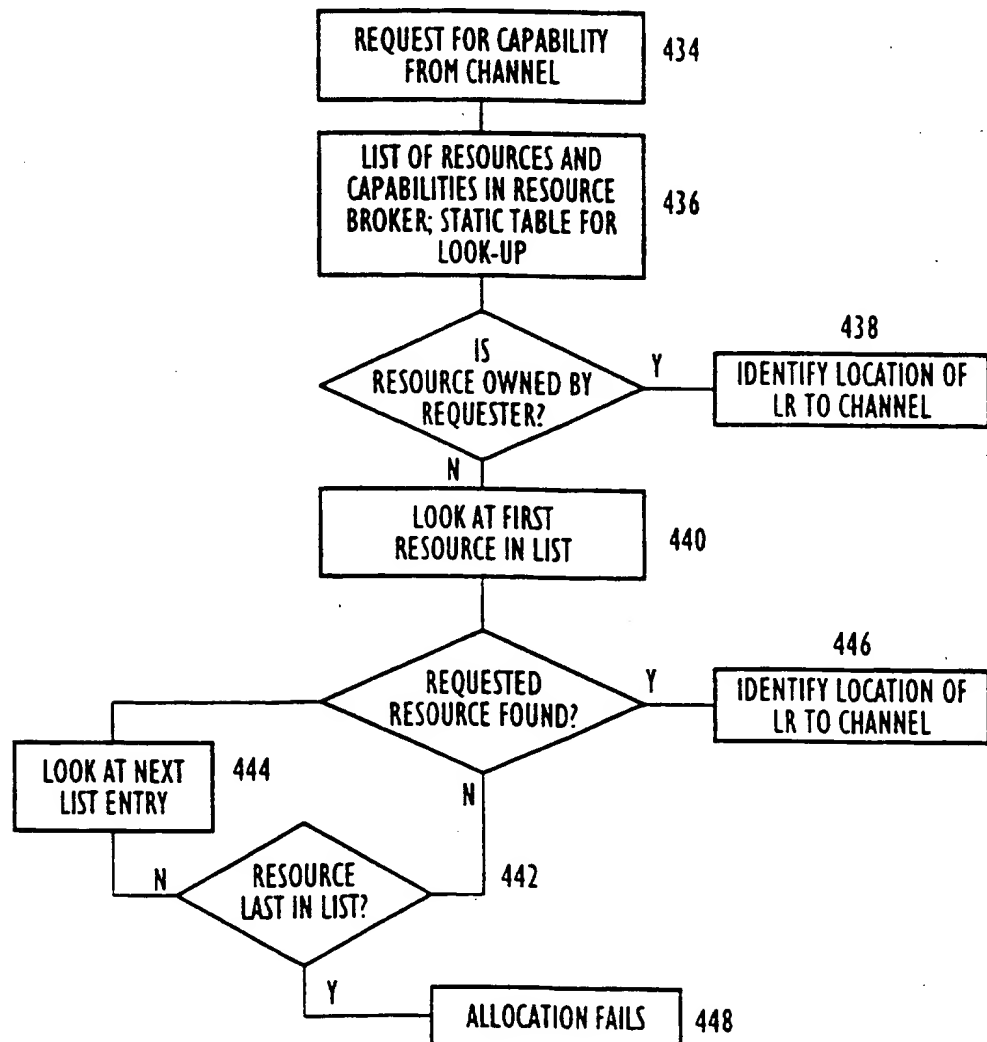 REQUEST FOR CAPABILITY
FROM CHANNEL
434
LIST OF RESOURCES AND
CAPABILITIES IN RESOURCE
BROKER; STATIC TABLE FOR
LOOK-UP
436
IS
RESOURCE OWNED BY
REQUESTER?
Y
438
IDENTIFY LOCATION OF
LR TO CHANNEL
N
LOOK AT FIRST
RESOURCE IN LIST
440
REQUESTED
RESOURCE FOUND?
Y
446
IDENTIFY LOCATION OF
LR TO CHANNEL
LOOK AT NEXT
LIST ENTRY
444
N
N
RESOURCE
LAST IN LIST?
442
Y
ALLOCATION FAILS
448